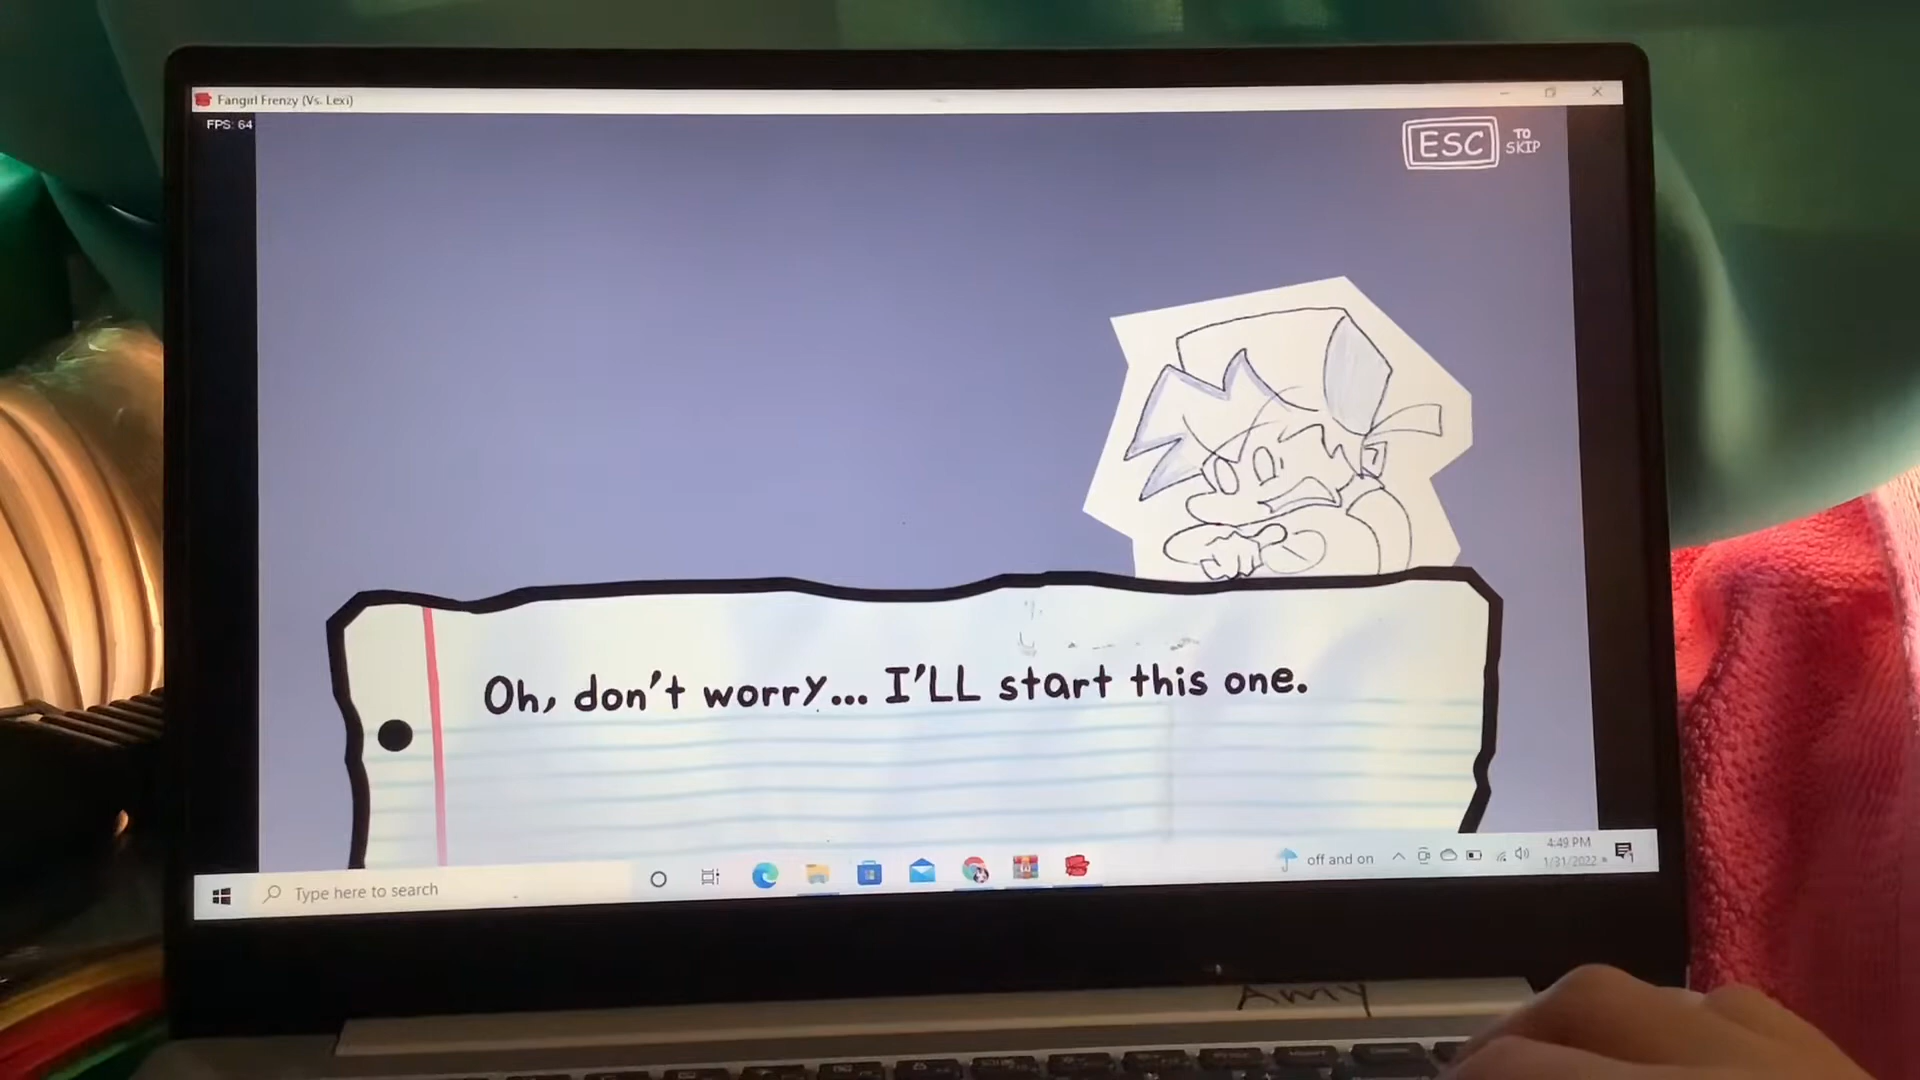 Fangirl Frenzy (Vs. Lexi)
FPS: 64
ESC TO SKIP
Oh, don't worry... I'LL start this one.
Type here to search
off and on
4:49 PM
1/31/2022
Amy